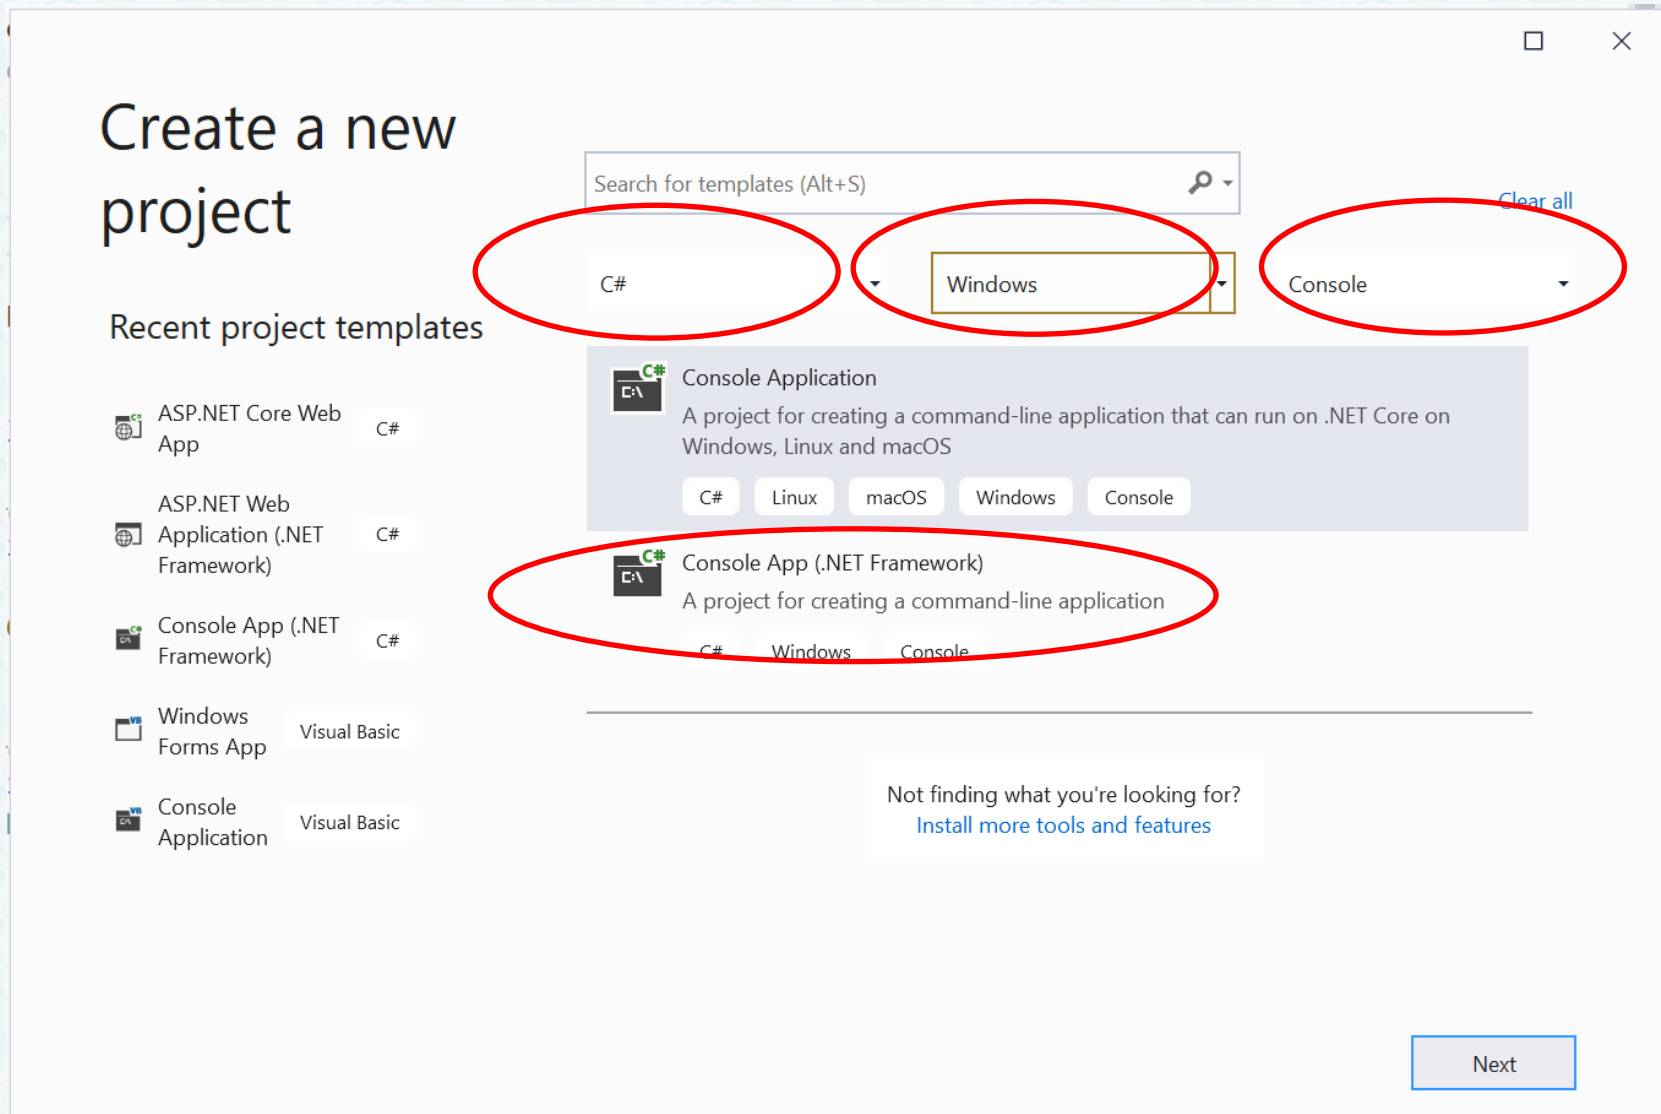 Create a new
project
Search for templates (Alt+S)
Clear all
C#
Windows
Console
Recent project templates
ASP.NET Core Web
App
C#
ASP.NET Web
Application (.NET
Framework)
C#
Console App (.NET
Framework)
C#
Windows
Forms App
Visual Basic
Console
Application
Visual Basic
C#
C:\
Console Application
A project for creating a command-line application that can run on .NET Core on
Windows, Linux and macOS
C#
Linux
macOS
Windows
Console
C#
C:\
Console App (.NET Framework)
A project for creating a command-line application
C#
Windows
Console
Not finding what you're looking for?
Install more tools and features
Next